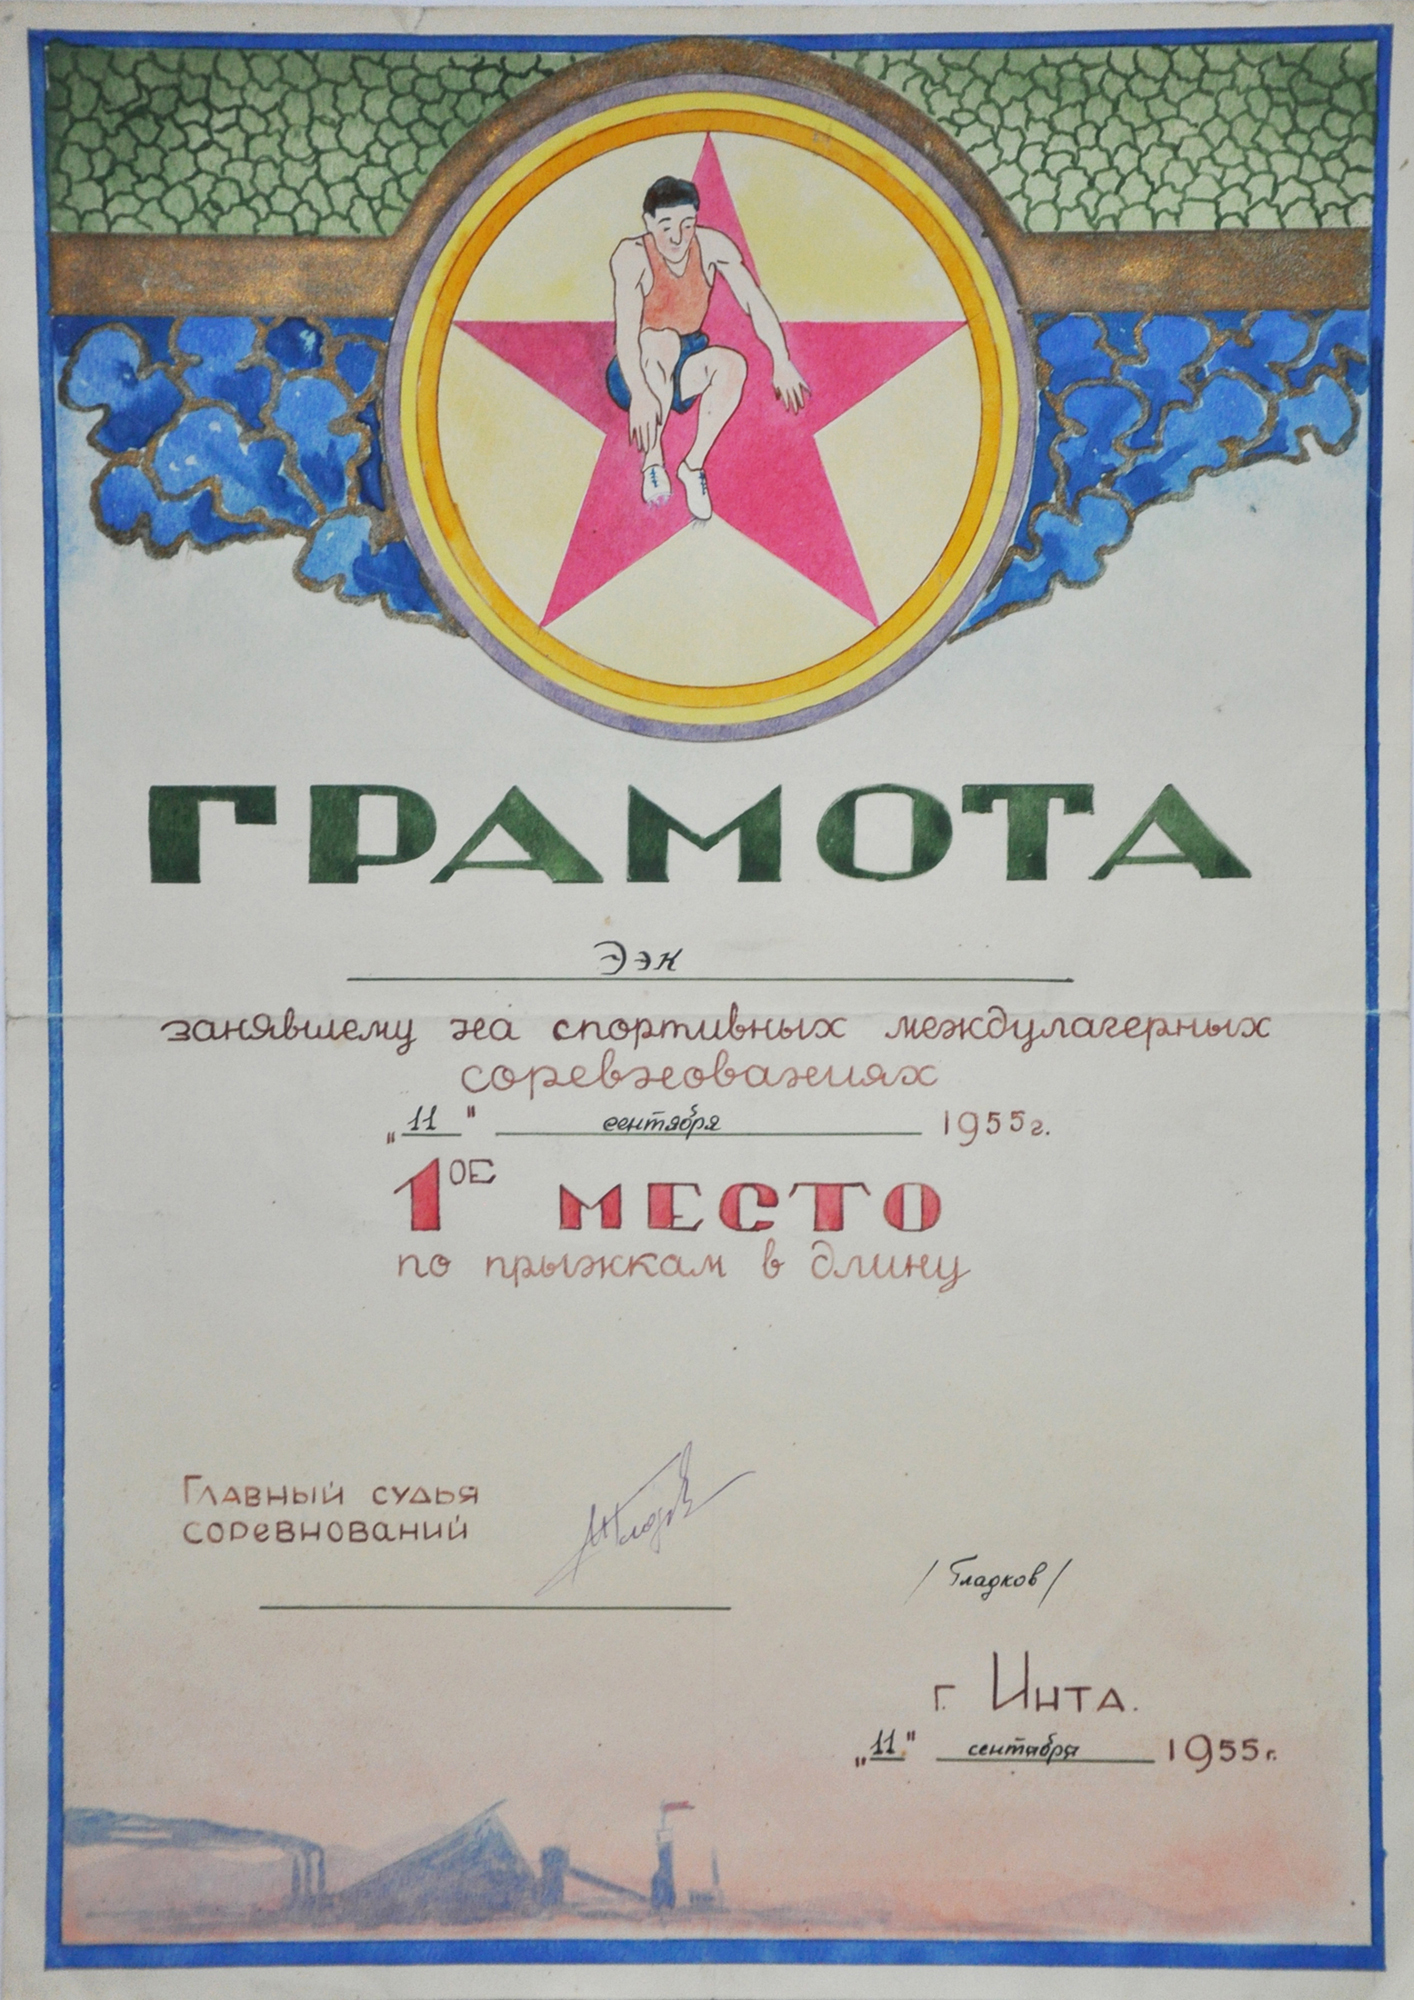 ГРАМОТА
Ээк
занявшему на спортивных междулагерных
соревнованиях
„11" сентября 1955г.
1ОЕ МЕСТО
по прыжкам в длину
Главный судья
соревнований
/Гладков/
г. Инта.
„11" сентября 1955г.